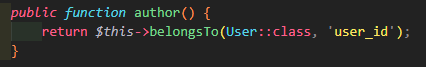 public function author() {
    return $this->belongsTo(User::class, 'user_id');
}